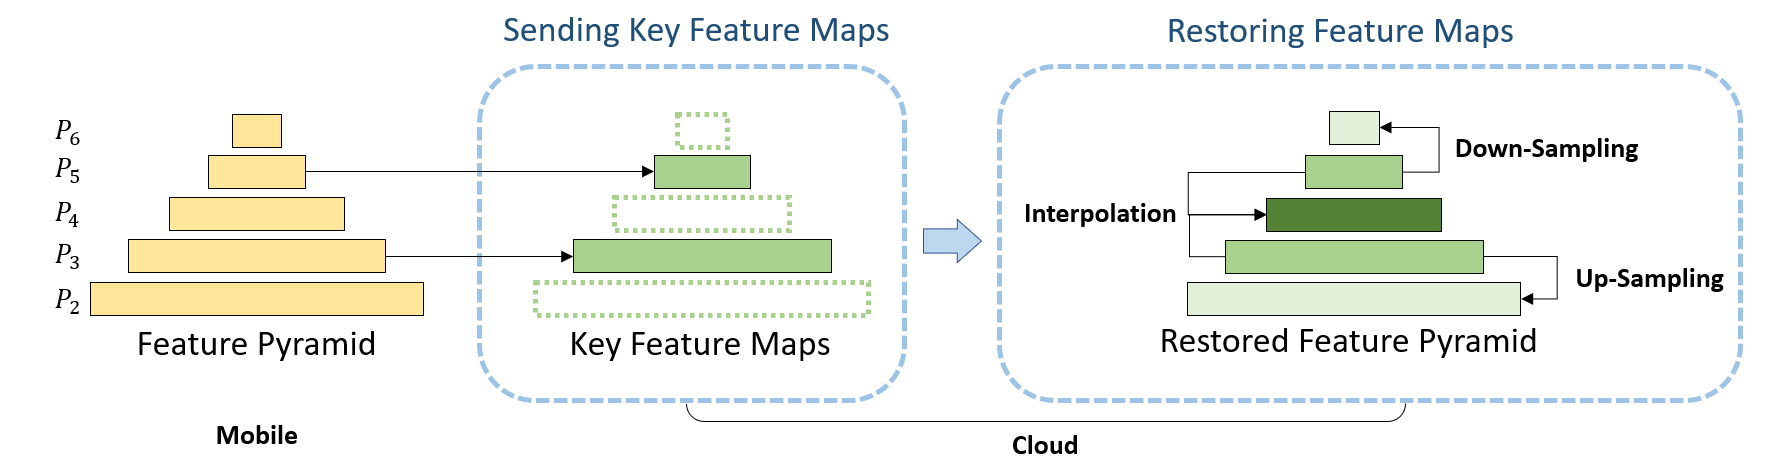 Sending Key Feature Maps
Restoring Feature Maps
P₆
P₅
P₄
P₃
P₂
Down-Sampling
Interpolation
Up-Sampling
Feature Pyramid
Key Feature Maps
Restored Feature Pyramid
Mobile
Cloud